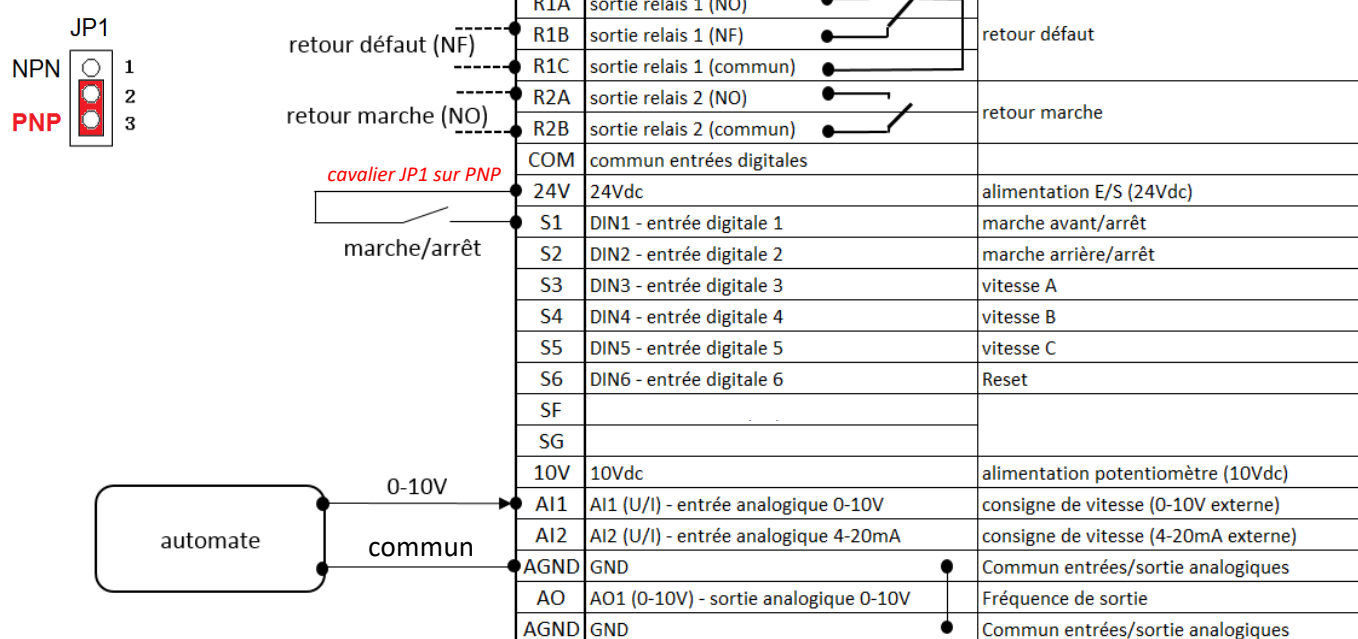 JP1
NPN 1
2
PNP 3
retour défaut (NF)
retour marche (NO)
cavalier JP1 sur PNP
marche/arrêt
0-10V
automate
commun
R1A sortie relais 1 (NO)
R1B sortie relais 1 (NF) retour défaut
R1C sortie relais 1 (commun)
R2A sortie relais 2 (NO)
retour marche
R2B sortie relais 2 (commun)
COM commun entrées digitales
24V 24Vdc alimentation E/S (24Vdc)
S1 DIN1 - entrée digitale 1 marche avant/arrêt
S2 DIN2 - entrée digitale 2 marche arrière/arrêt
S3 DIN3 - entrée digitale 3 vitesse A
S4 DIN4 - entrée digitale 4 vitesse B
S5 DIN5 - entrée digitale 5 vitesse C
S6 DIN6 - entrée digitale 6 Reset
SF
SG
10V 10Vdc alimentation potentiomètre (10Vdc)
AI1 AI1 (U/I) - entrée analogique 0-10V consigne de vitesse (0-10V externe)
AI2 AI2 (U/I) - entrée analogique 4-20mA consigne de vitesse (4-20mA externe)
AGND GND Commun entrées/sortie analogiques
AO AO1 (0-10V) - sortie analogique 0-10V Fréquence de sortie
AGND GND Commun entrées/sortie analogiques